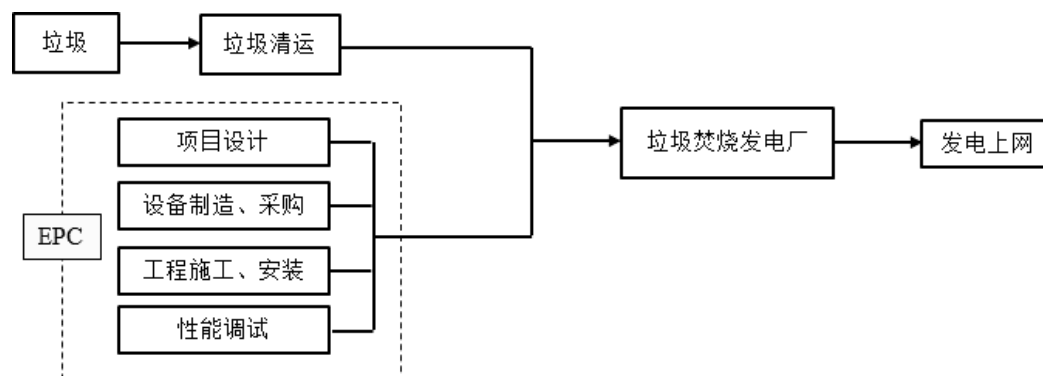 垃圾
垃圾清运
项目设计
设备制造、采购
EPC
工程施工、安装
性能调试
垃圾焚烧发电厂
发电上网